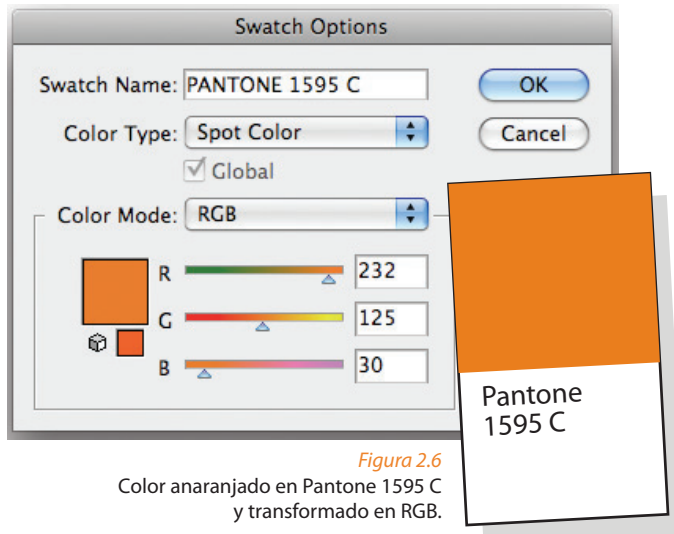 Swatch Options
Swatch Name: PANTONE 1595 C
OK
Color Type: Spot Color
Cancel
Global
Color Mode: RGB
R 232
G 125
B 30
Pantone
1595 C
Figura 2.6
Color anaranjado en Pantone 1595 C
y transformado en RGB.